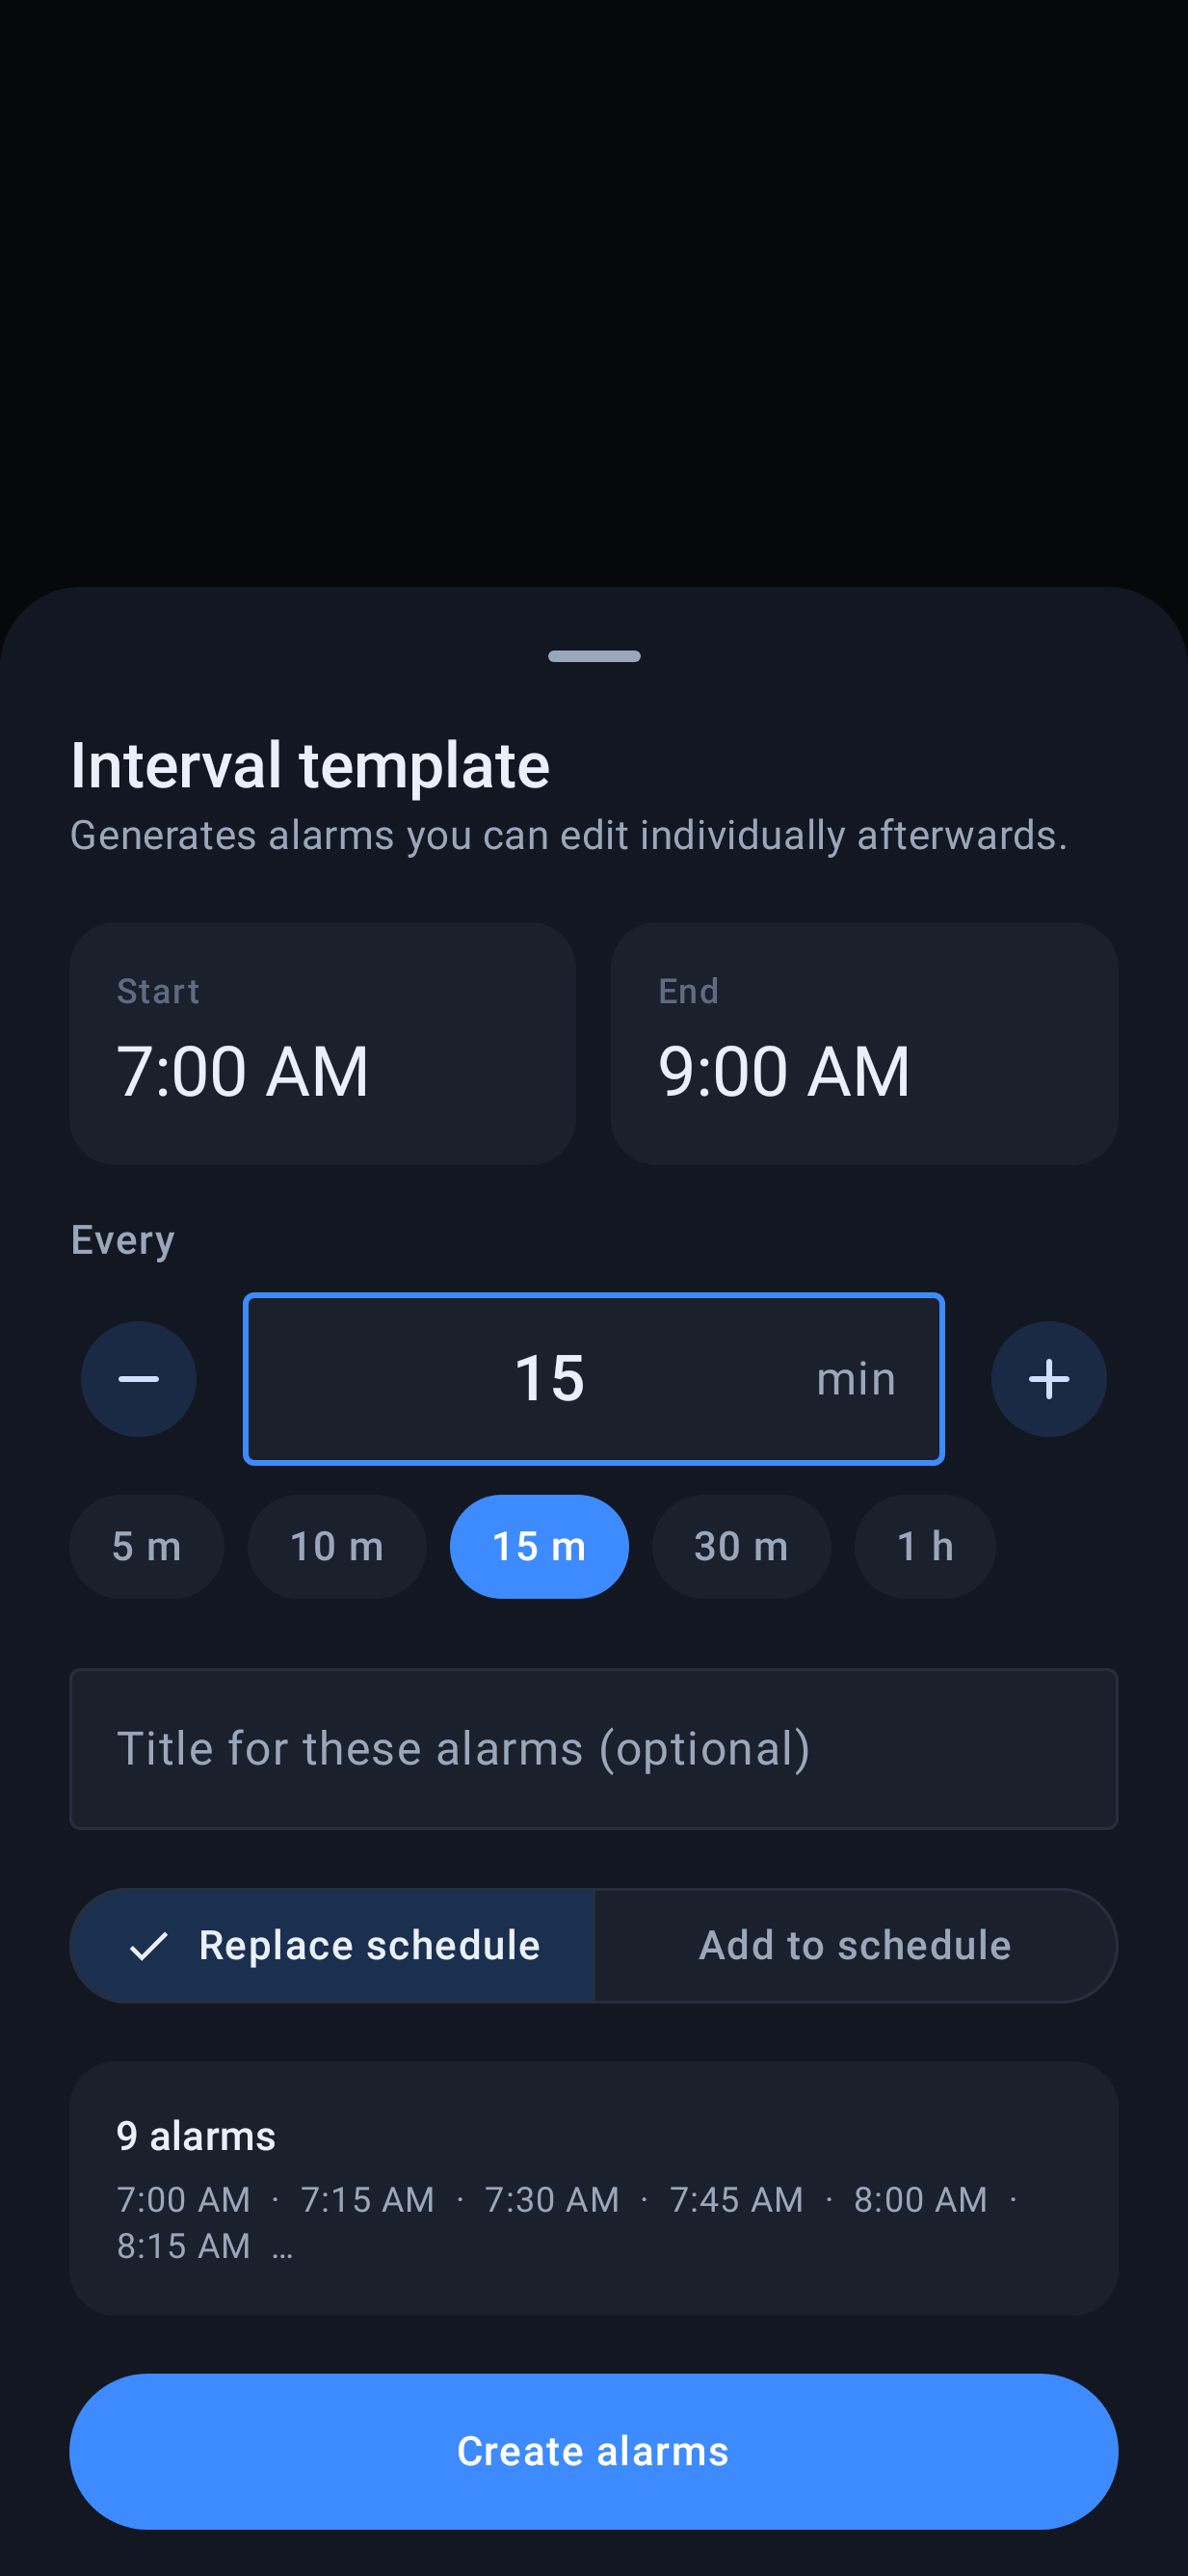 Interval template
Generates alarms you can edit individually afterwards.
Start
7:00 AM
End
9:00 AM
Every
15 min
5 m 10 m 15 m 30 m 1 h
Title for these alarms (optional)
Replace schedule Add to schedule
9 alarms
7:00 AM · 7:15 AM · 7:30 AM · 7:45 AM · 8:00 AM ·
8:15 AM …
Create alarms